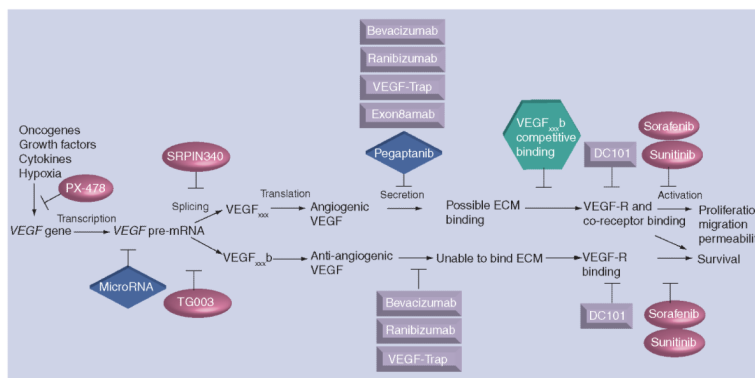 Bevacizumab
Ranibizumab
VEGF-Trap
Exon8amab
Pegaptanib
Oncogenes
Growth factors
Cytokines
Hypoxia
PX-478
SRPIN340
VEGFxxxb
competitive
binding
DC101
Sorafenib
Sunitinib
Transcription
Splicing
Translation
Secretion
Activation
VEGF gene
VEGF pre-mRNA
VEGFxxx
Angiogenic
VEGF
Possible ECM
binding
VEGF-R and
co-receptor binding
Proliferation
migration
permeability
VEGFxxxb
Anti-angiogenic
VEGF
Unable to bind ECM
VEGF-R
binding
Survival
MicroRNA
TG003
Bevacizumab
Ranibizumab
VEGF-Trap
DC101
Sorafenib
Sunitinib